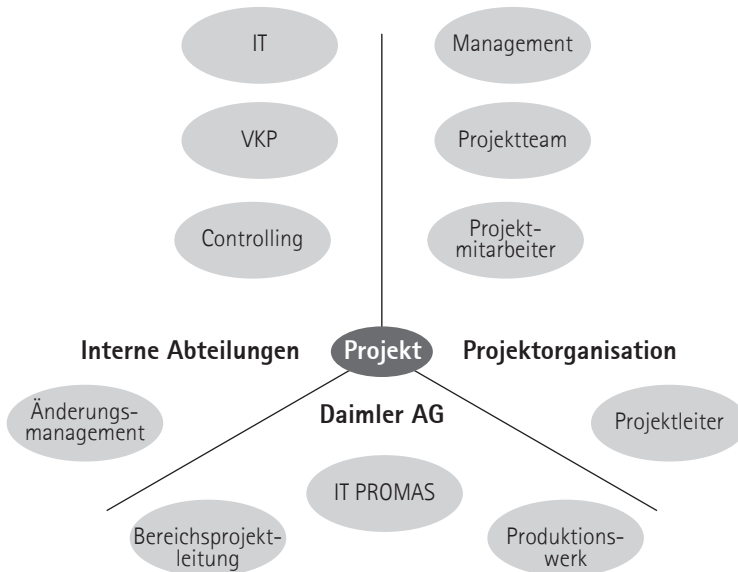 IT
Management
VKP
Projektteam
Controlling
Projekt-
mitarbeiter
Interne Abteilungen
Projekt
Projektorganisation
Änderungs-
management
Daimler AG
Projektleiter
IT PROMAS
Bereichsprojekt-
leitung
Produktions-
werk